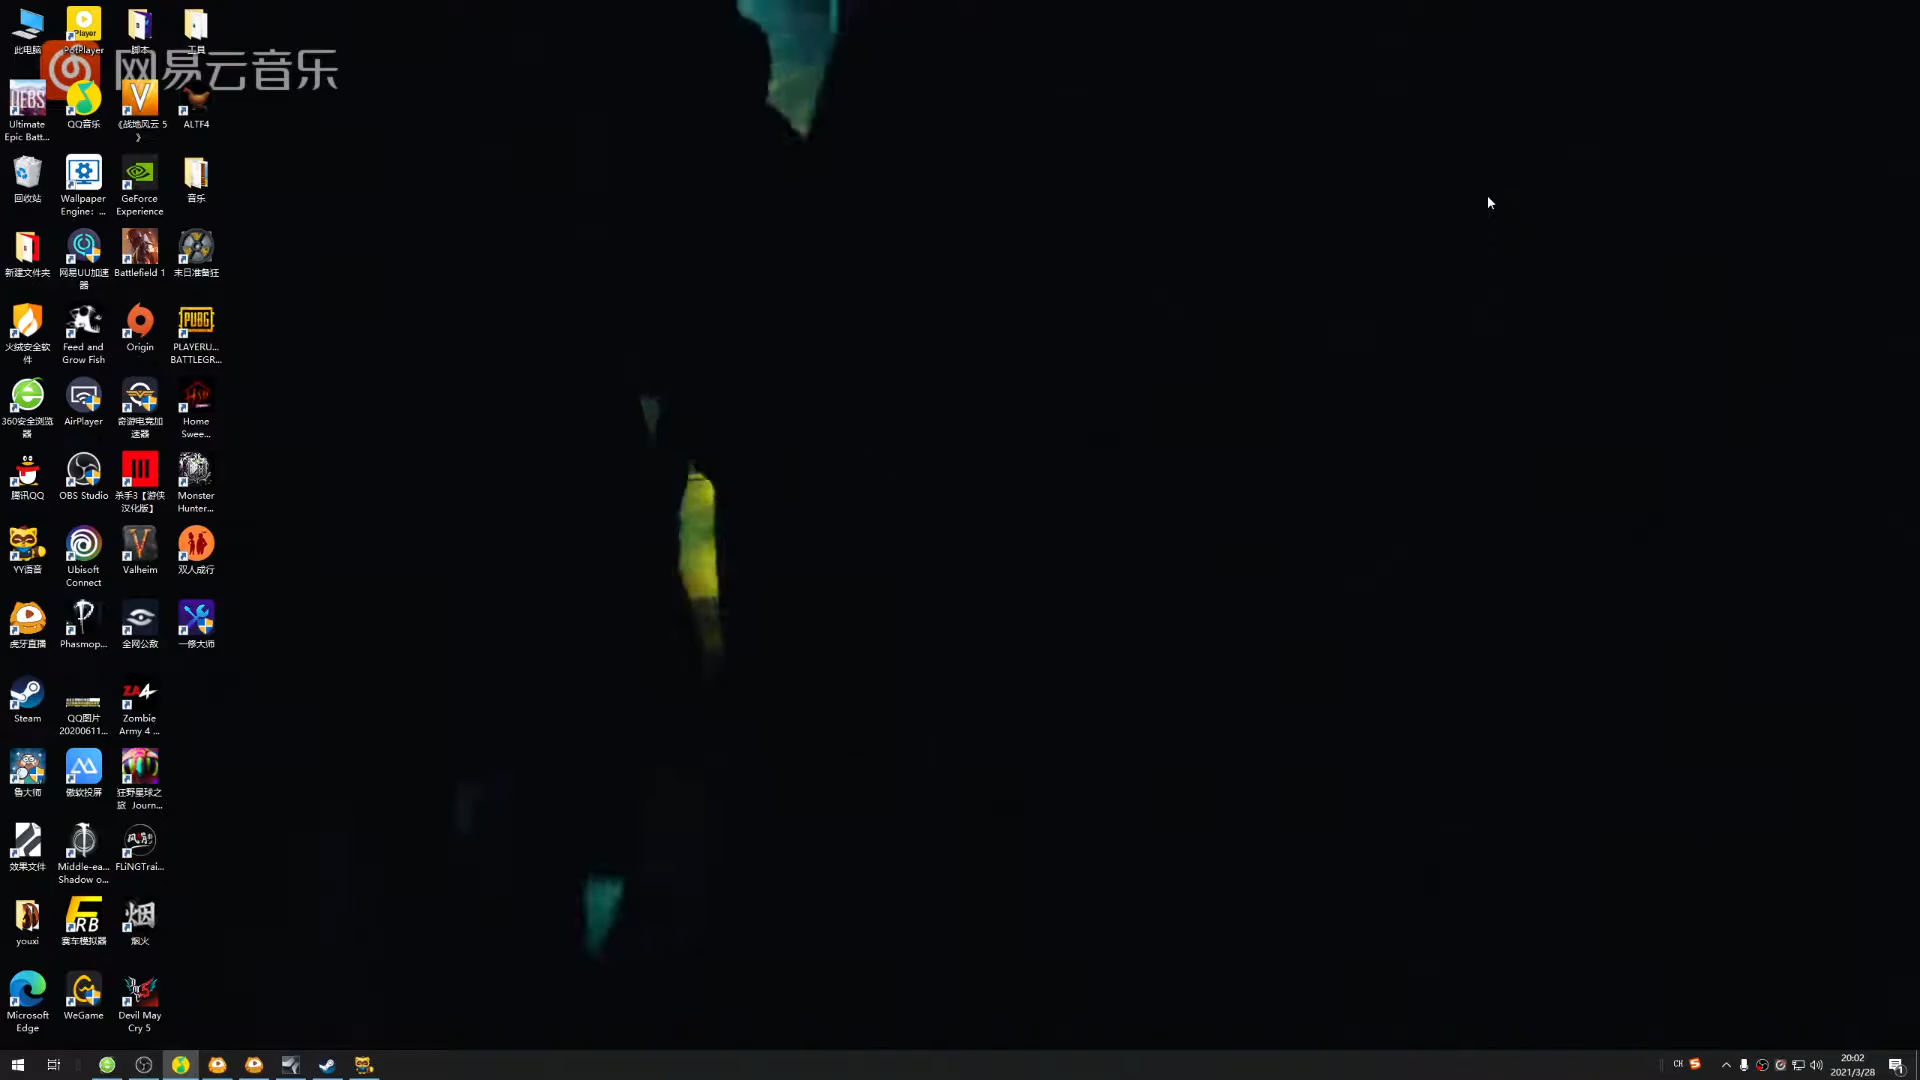 网易云音乐
此电脑
PotPlayer
脚本
工具
Ultimate
Epic Batt...
QQ音乐
《战地风云 5
》
ALTF4
回收站
Wallpaper
Engine: ...
GeForce
Experience
音乐
新建文件夹
网易UU加速
器
Battlefield 1
末日准备狂
火绒安全软
件
Feed and
Grow Fish
Origin
PUBG
PLAYERU...
BATTLEGR...
360安全浏览
器
AirPlayer
奇游电竞加
速器
Home
Swee...
腾讯QQ
OBS Studio
杀手3【游侠
汉化版】
Monster
Hunter...
YY语音
Ubisoft
Connect
Valheim
双人成行
虎牙直播
Phasmop...
全网公敌
一修大师
Steam
QQ图片
20200611...
ZA4
Zombie
Army 4 ...
鲁大师
傲软投屏
狂野星球之
旅 Journ...
效果文件
Middle-ea...
Shadow o...
FLiNGTrai...
youxi
RB
赛车模拟器
烟
烟火
Microsoft
Edge
WeGame
Devil May
Cry 5
CH
20:02
2021/3/28